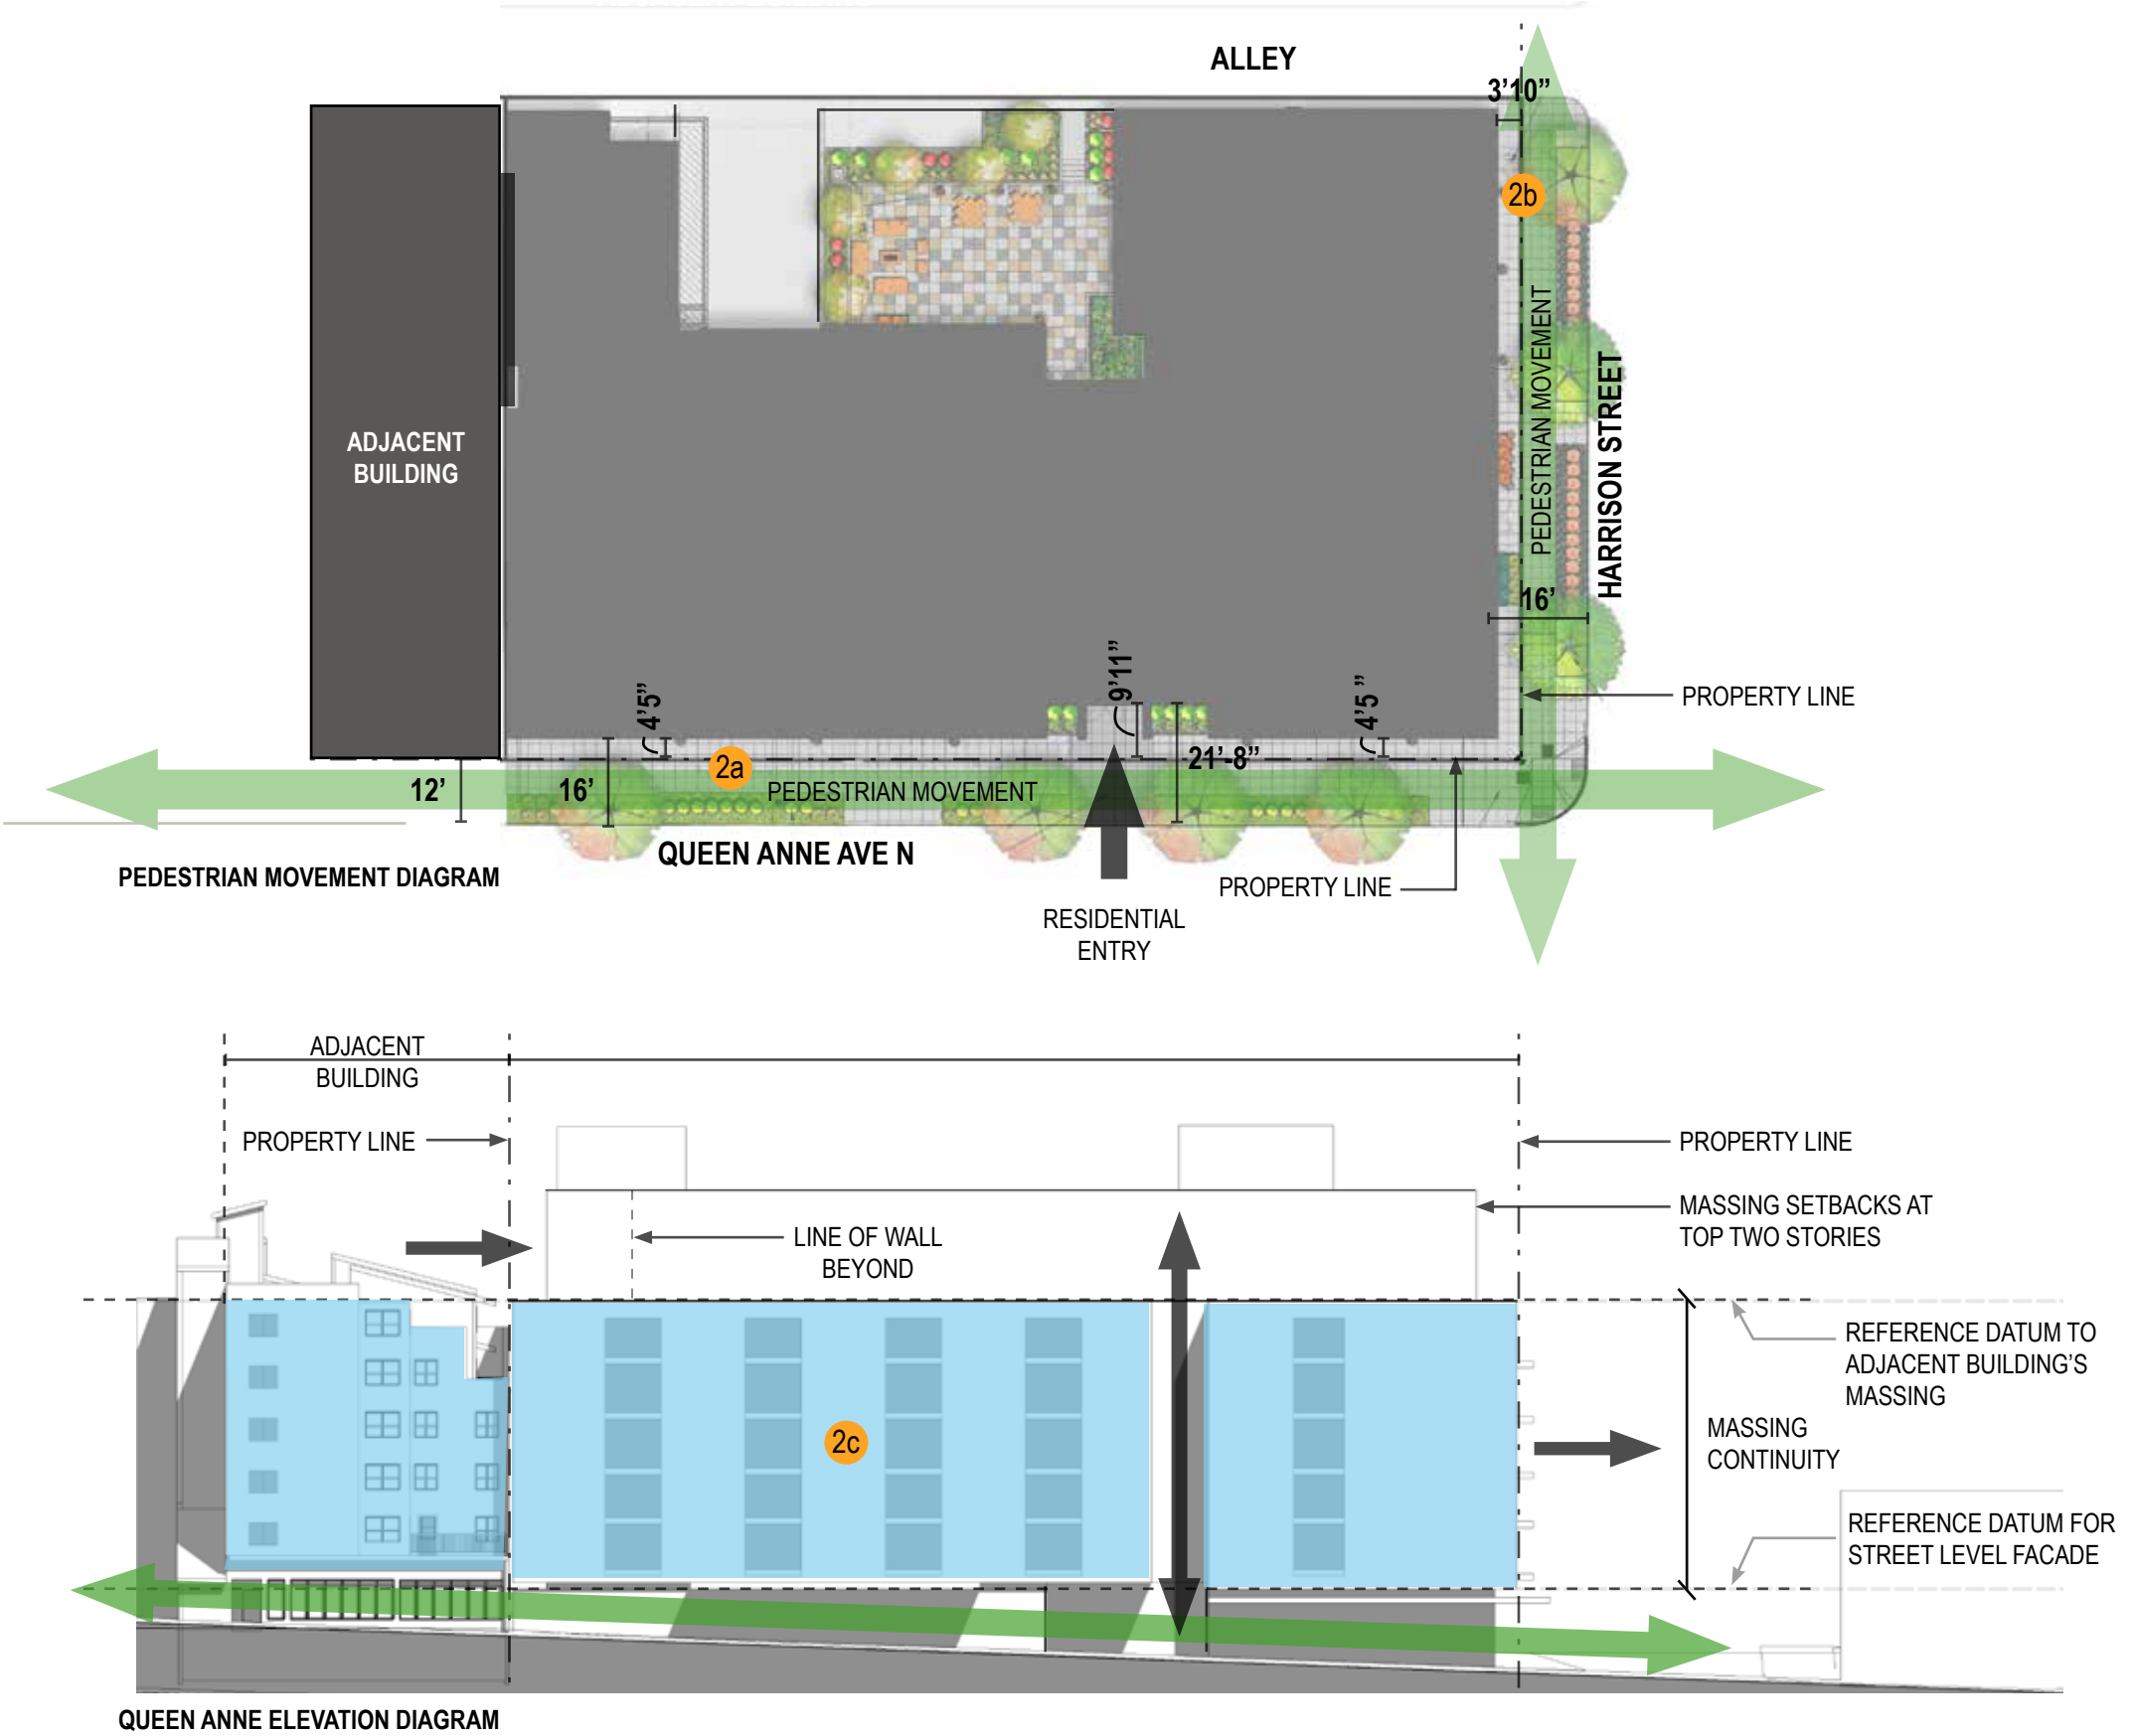 ALLEY
3’10”
2b
ADJACENT
BUILDING
PEDESTRIAN MOVEMENT
HARRISON STREET
16’
4’5”
9’11”
4’5 ”
PROPERTY LINE
2a
21’-8”
12’
16’
PEDESTRIAN MOVEMENT
QUEEN ANNE AVE N
PEDESTRIAN MOVEMENT DIAGRAM
PROPERTY LINE
RESIDENTIAL
ENTRY
ADJACENT
BUILDING
PROPERTY LINE
PROPERTY LINE
MASSING SETBACKS AT
TOP TWO STORIES
LINE OF WALL
BEYOND
REFERENCE DATUM TO
ADJACENT BUILDING’S
MASSING
2c
MASSING
CONTINUITY
REFERENCE DATUM FOR
STREET LEVEL FACADE
QUEEN ANNE ELEVATION DIAGRAM